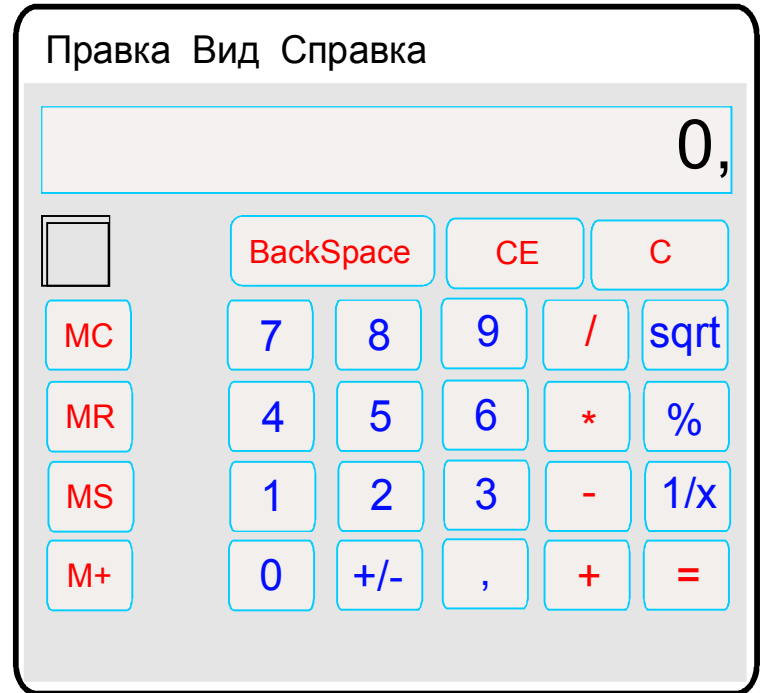 Правка Вид Справка
0,
BackSpace CE C
MC 7 8 9 / sqrt
MR 4 5 6 * %
MS 1 2 3 - 1/x
M+ 0 +/- , + =